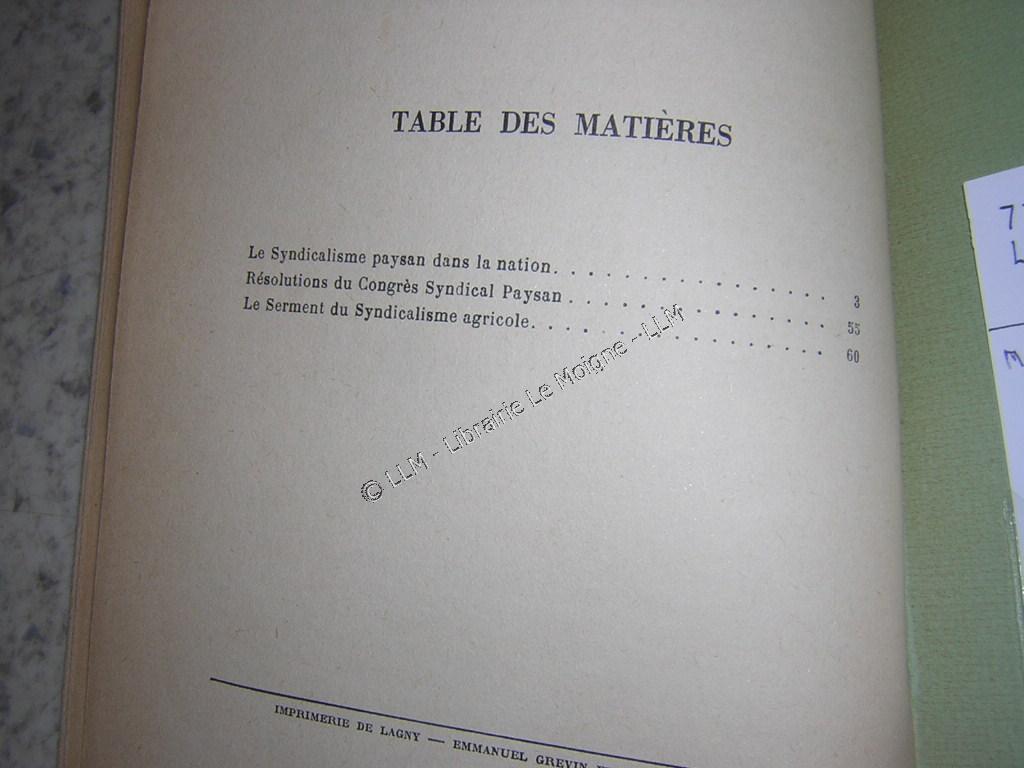 TABLE DES MATIÈRES
Le Syndicalisme paysan dans la nation. . . . . . . . . . . . . . . 3
Résolutions du Congrès Syndical Paysan . . . . . . . . . . . . . . 55
Le Serment du Syndicalisme agricole. . . . . . . . . . . . . . . . 60
© LLM - Librairie Le Moigne - LLM
IMPRIMERIE DE LAGNY — EMMANUEL GREVIN